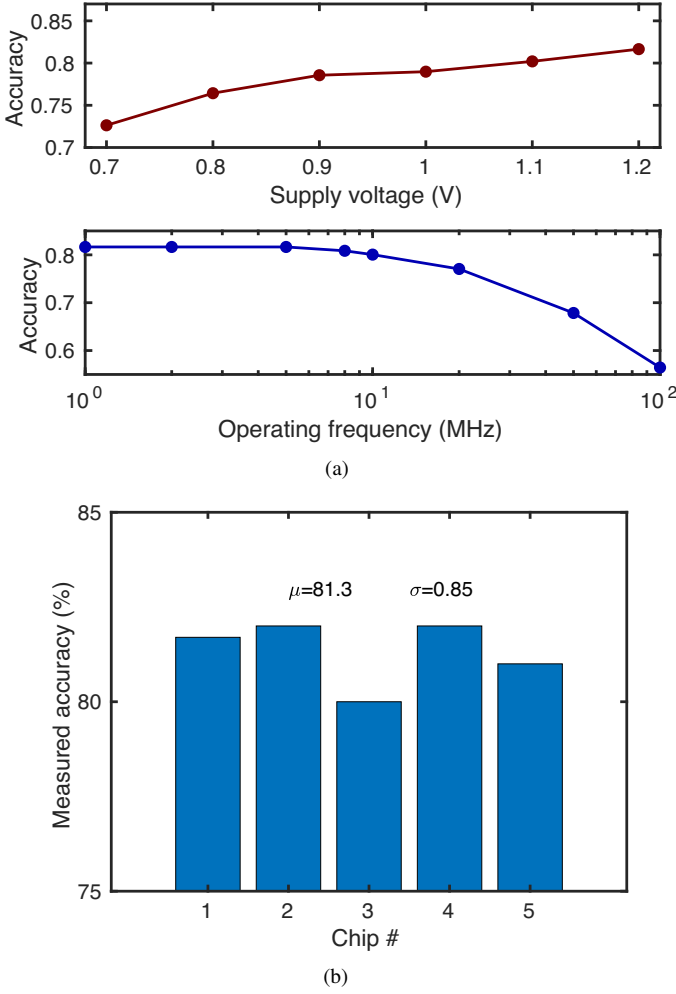 0.85
0.8
0.75
0.7
Accuracy
0.7 0.8 0.9 1 1.1 1.2
Supply voltage (V)
0.8
0.7
0.6
Accuracy
10^0 10^1 10^2
Operating frequency (MHz)
(a)
85
80
75
Measured accuracy (%)
μ=81.3 σ=0.85
1 2 3 4 5
Chip #
(b)